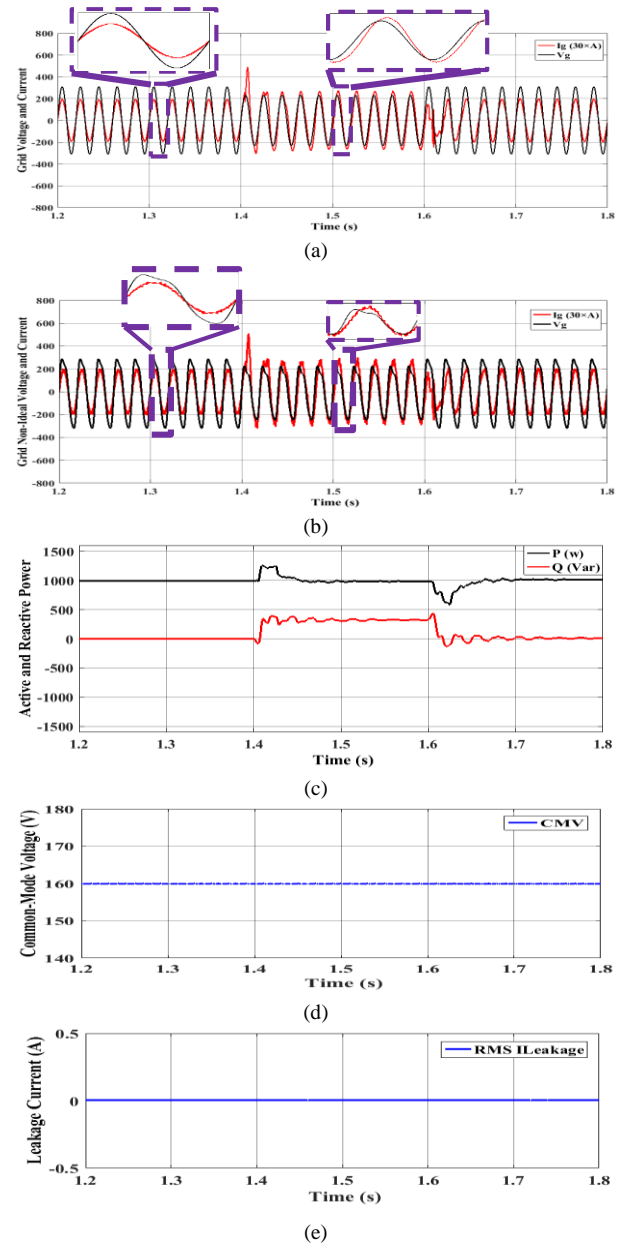 (a)
Grid Voltage and Current
800
600
400
200
0
-200
-400
-600
-800
Ig (30×A)
Vg
1.2
1.3
1.4
1.5
1.6
1.7
1.8
Time (s)
(a)
Grid Non-Ideal Voltage and Current
800
600
400
200
0
-200
-400
-600
-800
Ig (30×A)
Vg
1.2
1.3
1.4
1.5
1.6
1.7
1.8
Time (s)
(b)
Active and Reactive Power
1500
1000
500
0
-500
-1000
-1500
P (w)
Q (Var)
1.2
1.3
1.4
1.5
1.6
1.7
1.8
Time (s)
(c)
Common-Mode Voltage (V)
180
170
160
150
140
CMV
1.2
1.3
1.4
1.5
1.6
1.7
1.8
Time (s)
(d)
Leakage Current (A)
0.5
0
-0.5
RMS ILeakage
1.2
1.3
1.4
1.5
1.6
1.7
1.8
Time (s)
(e)